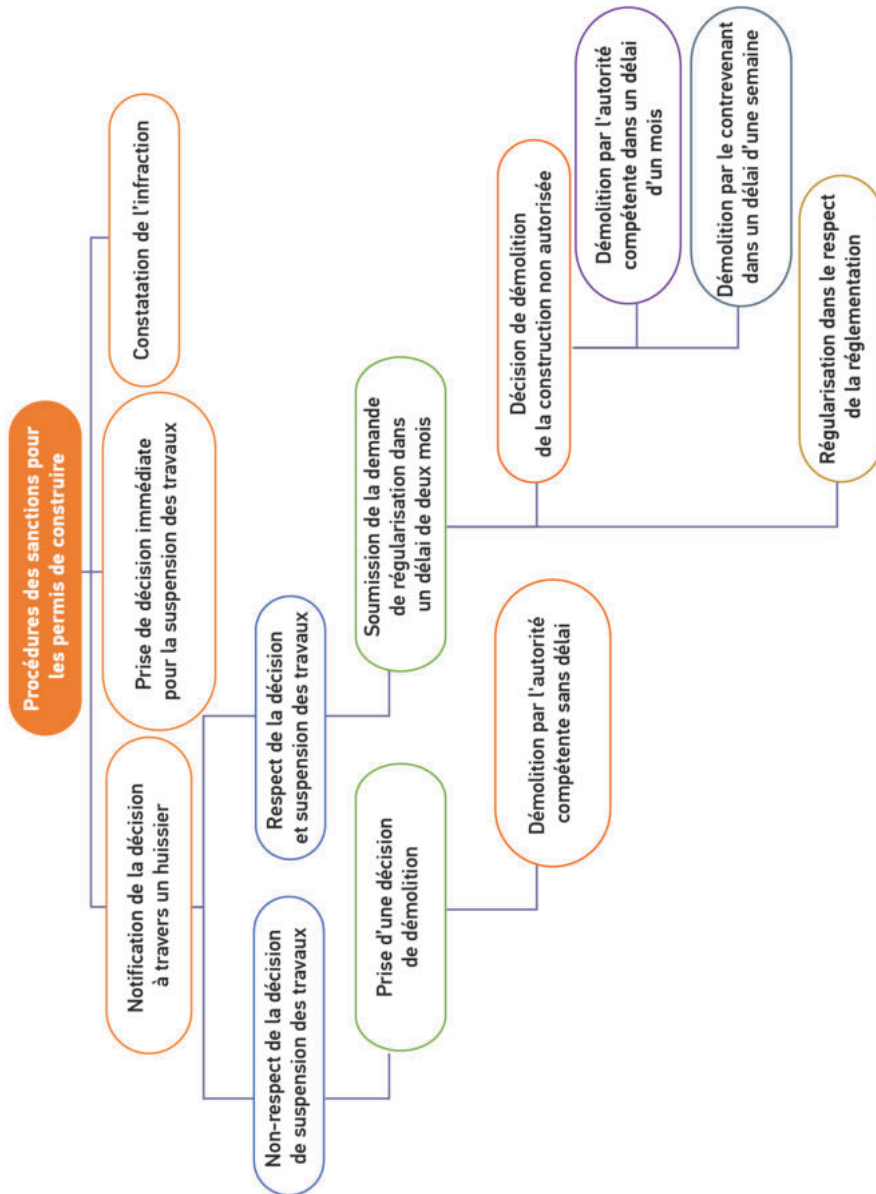 Procédures des sanctions pour
les permis de construire
Notification de la décision
à travers un huissier
Prise de décision immédiate
pour la suspension des travaux
Constatation de l'infraction
Non-respect de la décision
de suspension des travaux
Respect de la décision
et suspension des travaux
Prise d'une décision
de démolition
Soumission de la demande
de régularisation dans
un délai de deux mois
Démolition par l'autorité
compétente sans délai
Décision de démolition
de la construction non autorisée
Démolition par l'autorité
compétente dans un délai
d'un mois
Démolition par le contrevenant
dans un délai d'une semaine
Régularisation dans le respect
de la réglementation